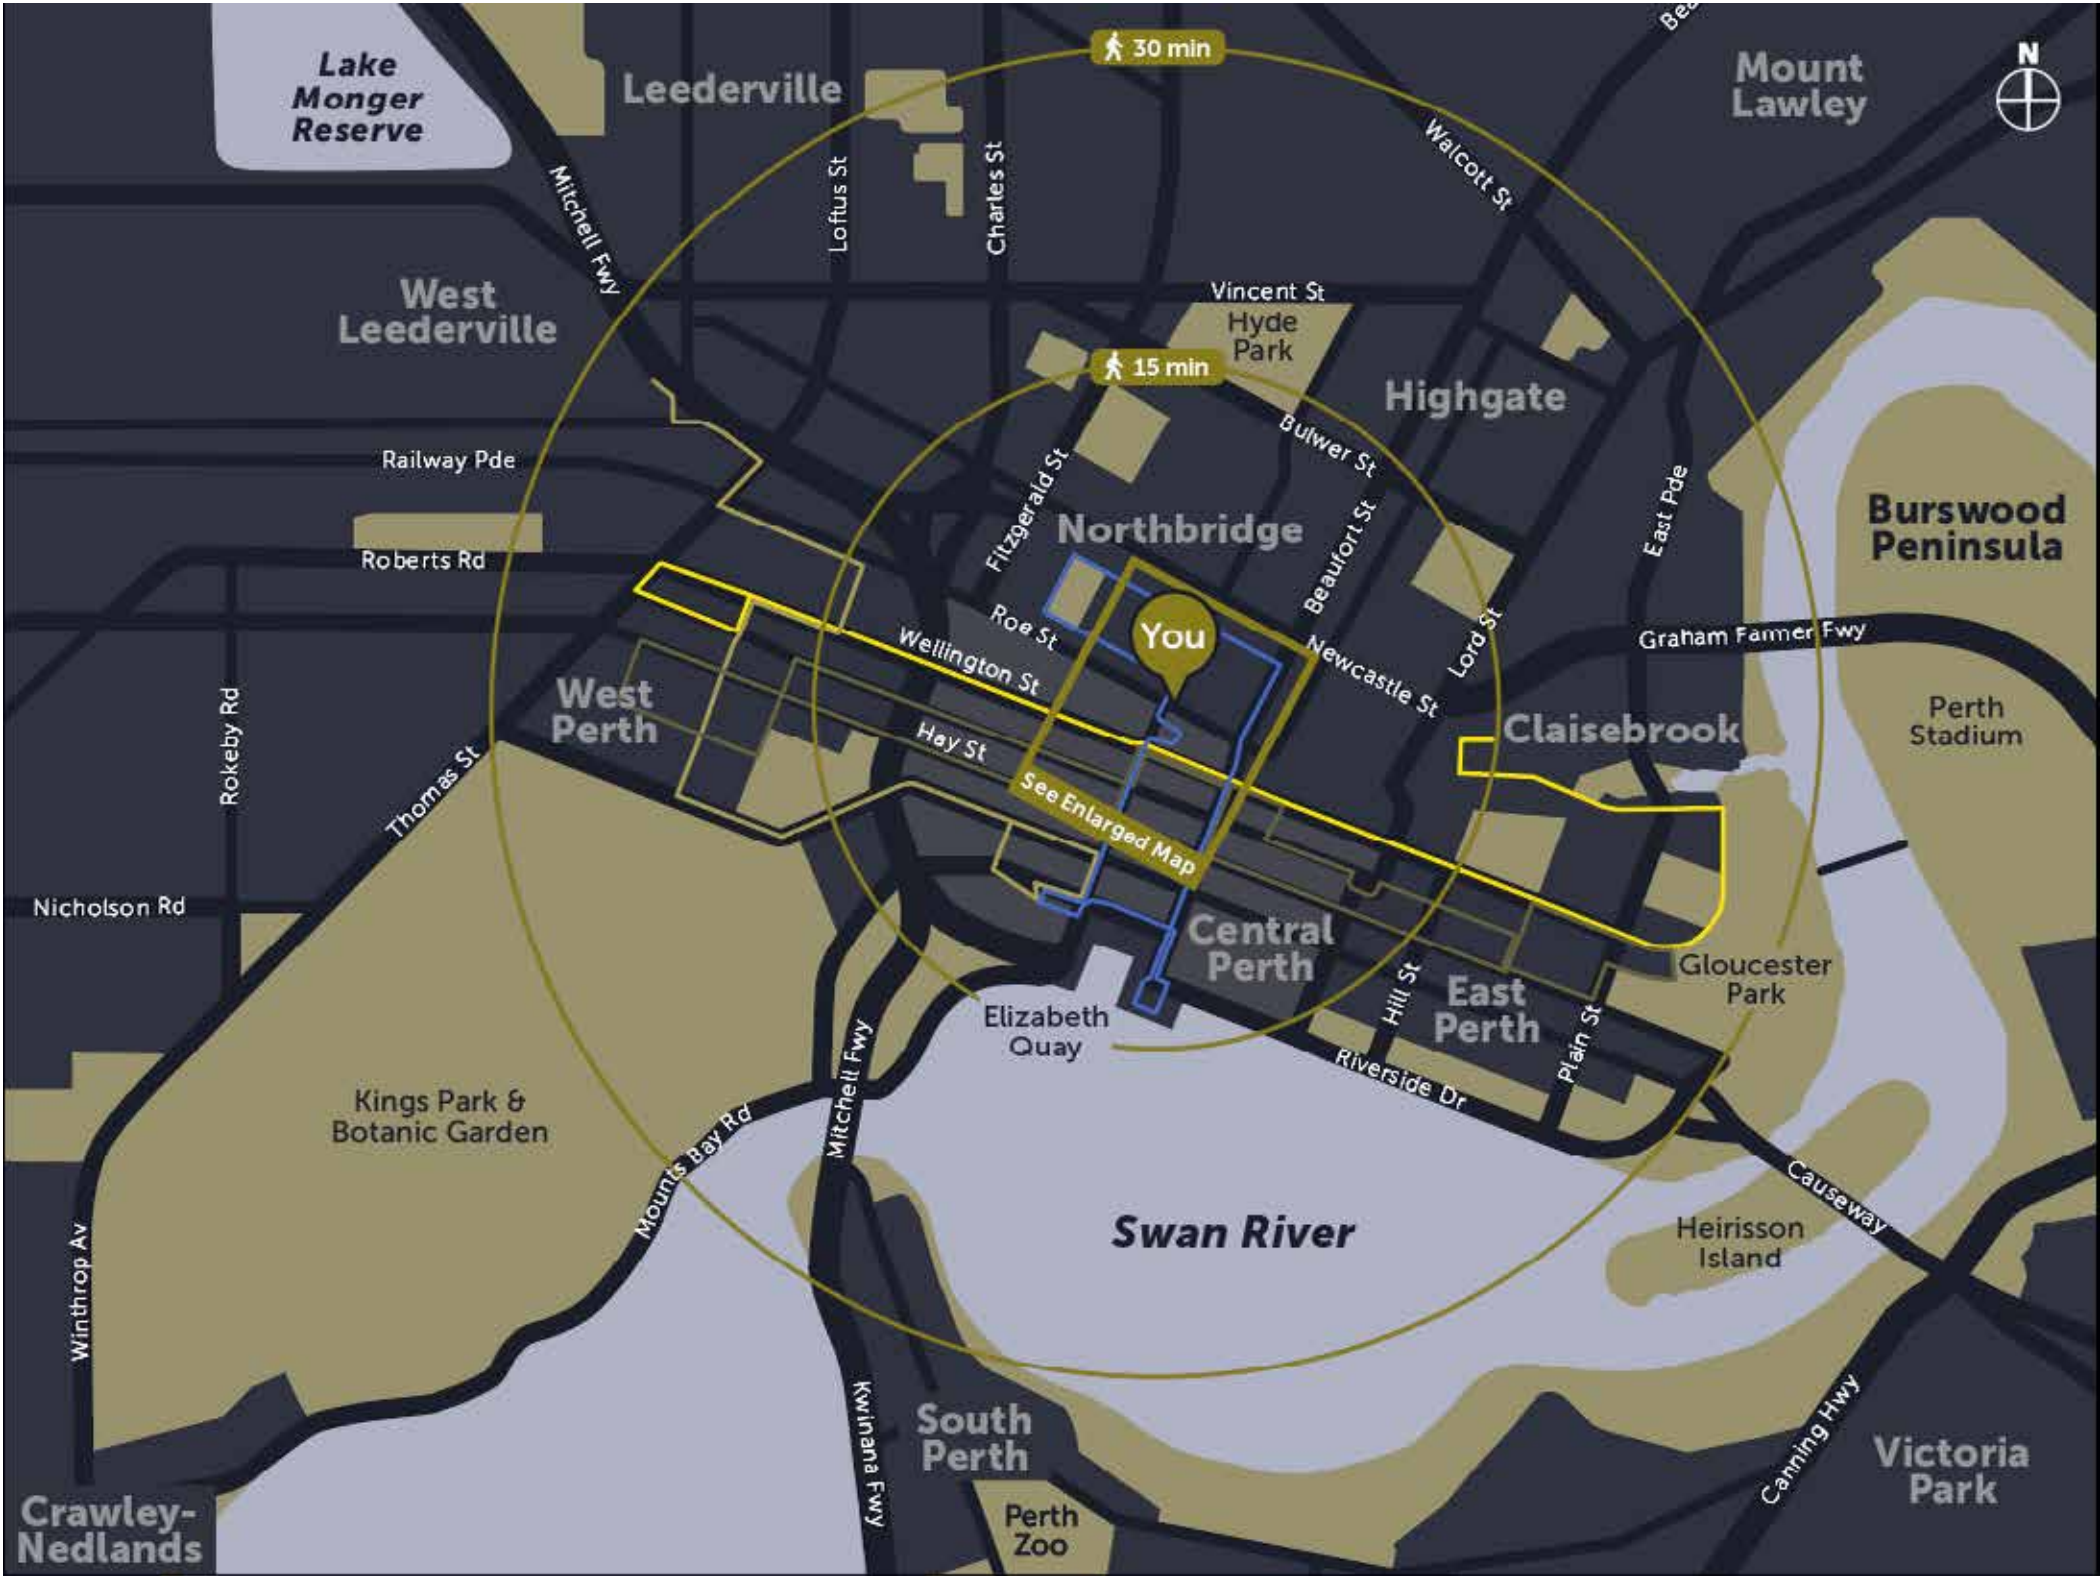 30 min
Bea
Lake
Monger
Reserve
Leederville
Mount
Lawley
N
Mitchell Fwy
Loftus St
Charles St
Walcott St
West
Leederville
Vincent St
Hyde
Park
15 min
Highgate
Bulwer St
Railway Pde
Roberts Rd
Fitzgerald St
Northbridge
Beaufort St
East Pde
Burswood
Peninsula
Roe St
You
Wellington St
Newcastle St
Lord St
Graham Farmer Fwy
West
Perth
Rokeby Rd
Hay St
Claisebrook
Perth
Stadium
Thomas St
See Enlarged Map
Nicholson Rd
Central
Perth
Hill St
East
Perth
Plain St
Gloucester
Park
Elizabeth
Quay
Riverside Dr
Kings Park &
Botanic Garden
Mounts Bay Rd
Mitchell Fwy
Swan River
Causeway
Heirisson
Island
Winthrop Av
Kwinana Fwy
South
Perth
Canning Hwy
Victoria
Park
Crawley-
Nedlands
Perth
Zoo